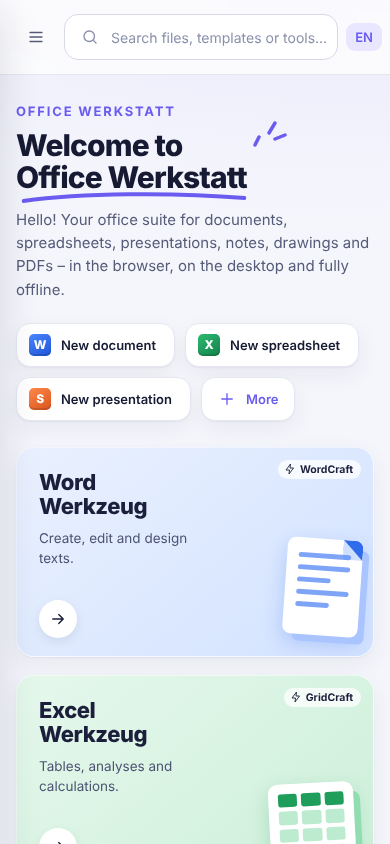 Search files, templates or tools...
EN
OFFICE WERKSTATT
Welcome to
Office Werkstatt
Hello! Your office suite for documents,
spreadsheets, presentations, notes, drawings and
PDFs – in the browser, on the desktop and fully
offline.
W New document
X New spreadsheet
S New presentation
More
WordCraft
Word
Werkzeug
Create, edit and design
texts.
GridCraft
Excel
Werkzeug
Tables, analyses and
calculations.